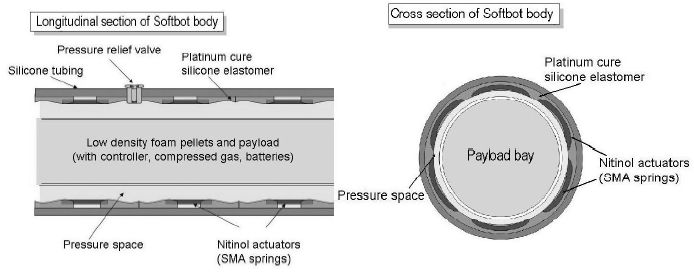 Longitudinal section of Softbot body
Pressure relief valve
Silicone tubing
Platinum cure
silicone elastomer
Low density foam pellets and payload
(with controller, compressed gas, batteries)
Pressure space
Nitinol actuators
(SMA springs)
Cross section of Softbot body
Platinum cure
silicone elastomer
Payload bay
Nitinol actuators
(SMA springs)
Pressure space